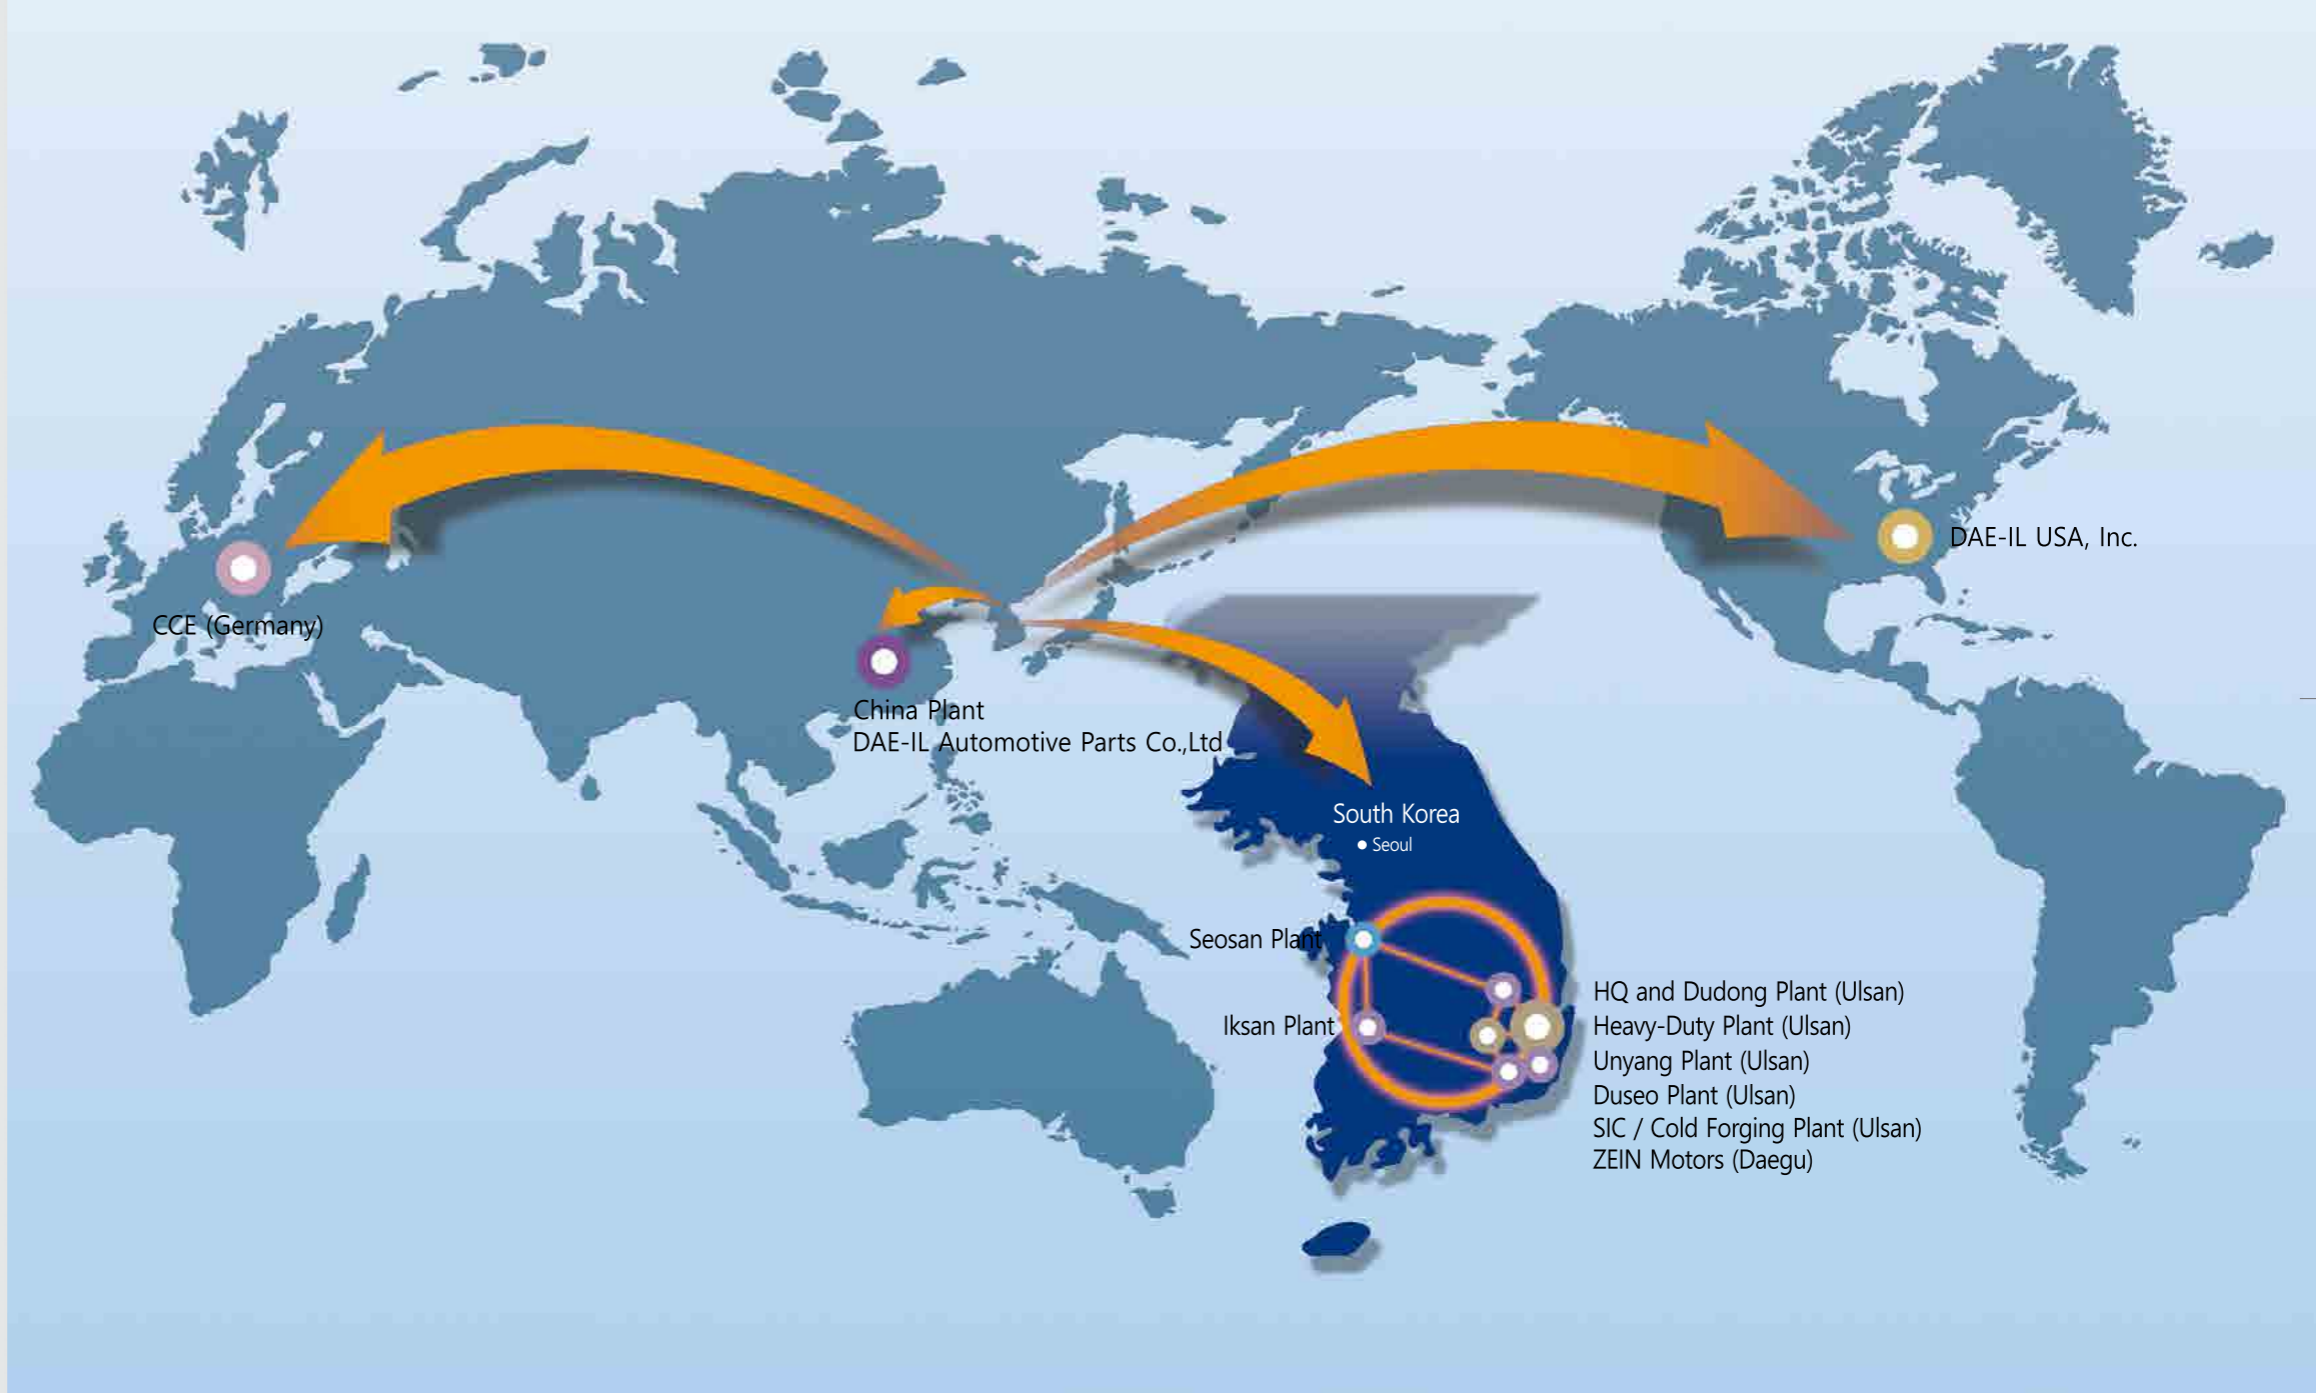 DAE-IL USA, Inc.
CCE (Germany)
China Plant
DAE-IL Automotive Parts Co.,Ltd
South Korea
Seoul
Seosan Plant
Iksan Plant
HQ and Dudong Plant (Ulsan)
Heavy-Duty Plant (Ulsan)
Unyang Plant (Ulsan)
Duseo Plant (Ulsan)
SIC / Cold Forging Plant (Ulsan)
ZEIN Motors (Daegu)